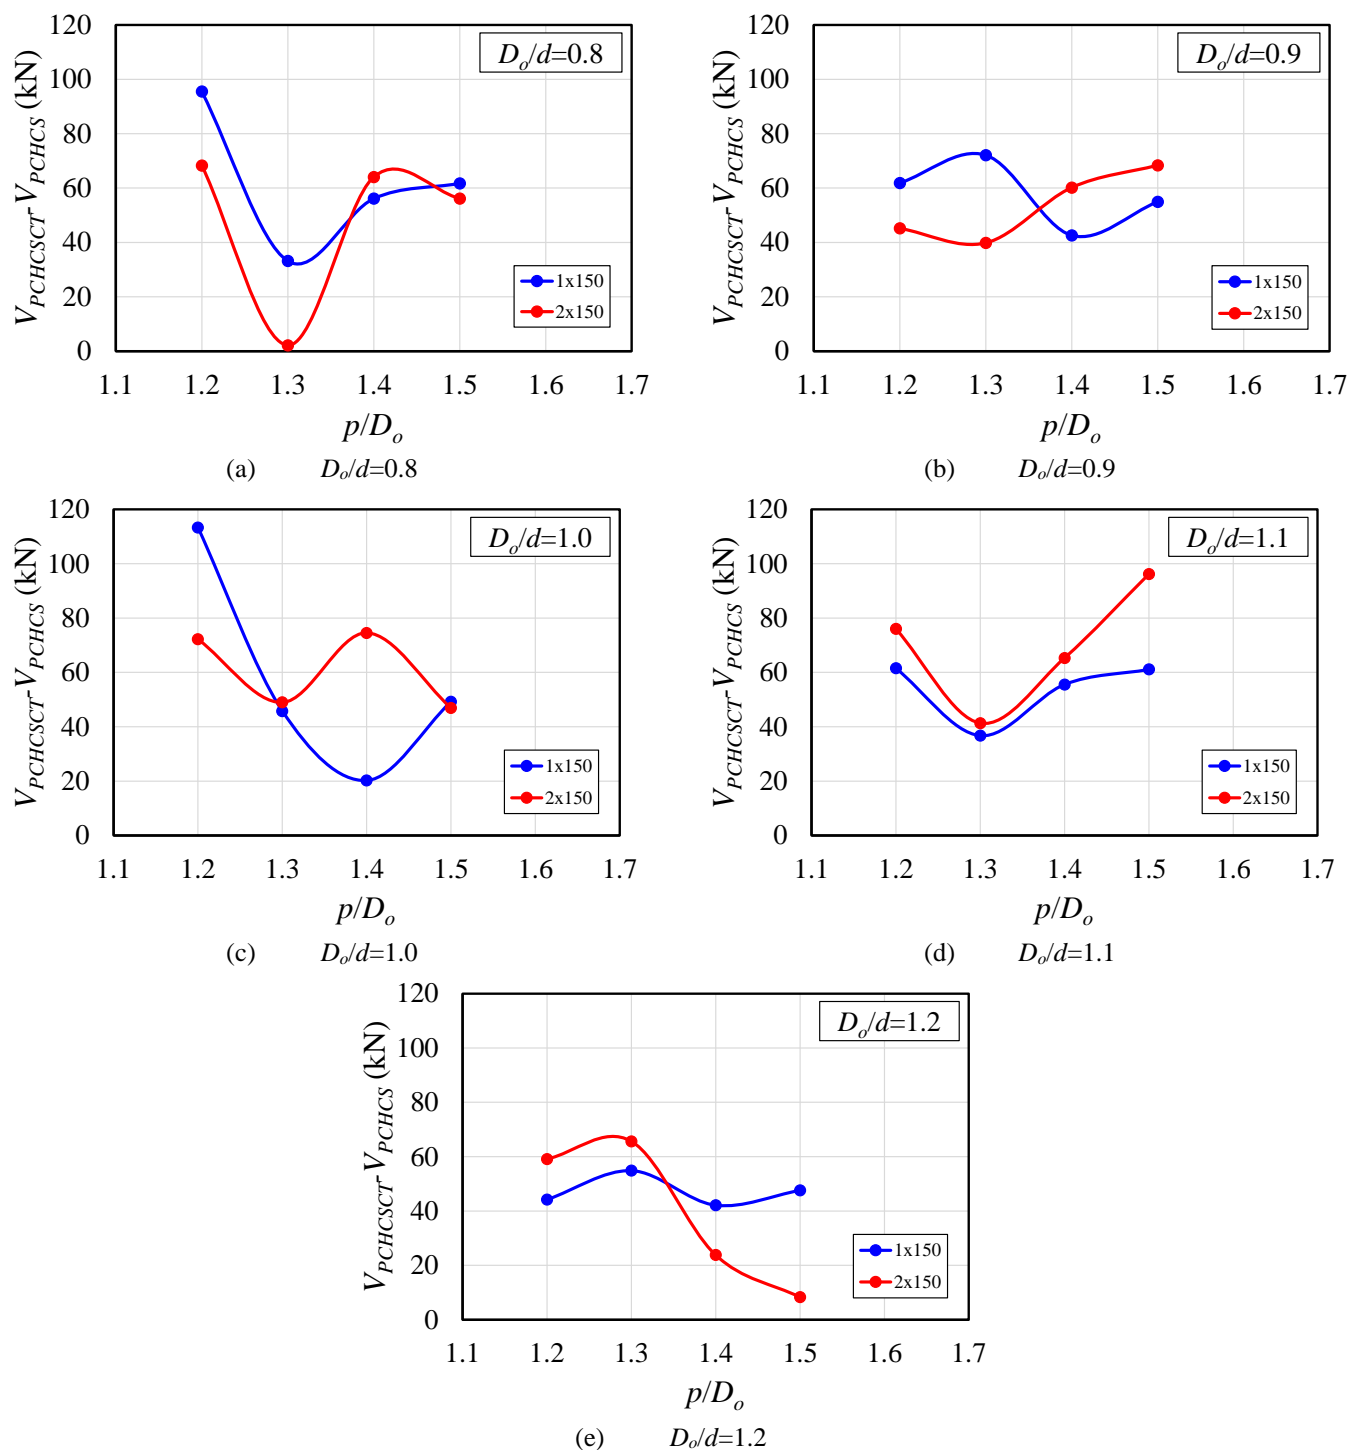 V_PCHCSCT-V_PCHCS (kN)
120
100
80
60
40
20
0
D_o/d=0.8
1x150
2x150
1.1 1.2 1.3 1.4 1.5 1.6 1.7
p/D_o
(a) D_o/d=0.8
V_PCHCSCT-V_PCHCS (kN)
120
100
80
60
40
20
0
D_o/d=0.9
1x150
2x150
1.1 1.2 1.3 1.4 1.5 1.6 1.7
p/D_o
(b) D_o/d=0.9
V_PCHCSCT-V_PCHCS (kN)
120
100
80
60
40
20
0
D_o/d=1.0
1x150
2x150
1.1 1.2 1.3 1.4 1.5 1.6 1.7
p/D_o
(c) D_o/d=1.0
V_PCHCSCT-V_PCHCS (kN)
120
100
80
60
40
20
0
D_o/d=1.1
1x150
2x150
1.1 1.2 1.3 1.4 1.5 1.6 1.7
p/D_o
(d) D_o/d=1.1
V_PCHCSCT-V_PCHCS (kN)
120
100
80
60
40
20
0
D_o/d=1.2
1x150
2x150
1.1 1.2 1.3 1.4 1.5 1.6 1.7
p/D_o
(e) D_o/d=1.2